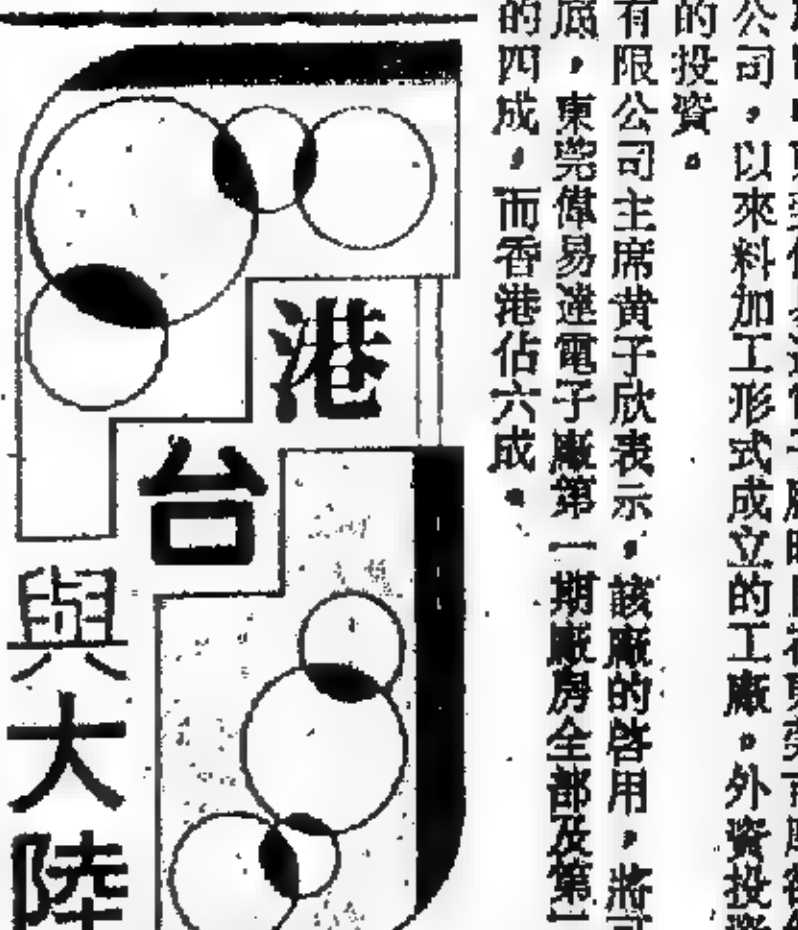 公司，以來料加工形式成立的工廠。外資投
的投資。
有限公司主席黄子欣表示，該廠的啓用，將
底，東莞偉易達電子廠第一期廠房全部及第
的四成，而香港佔六成。
港
台
與大陸